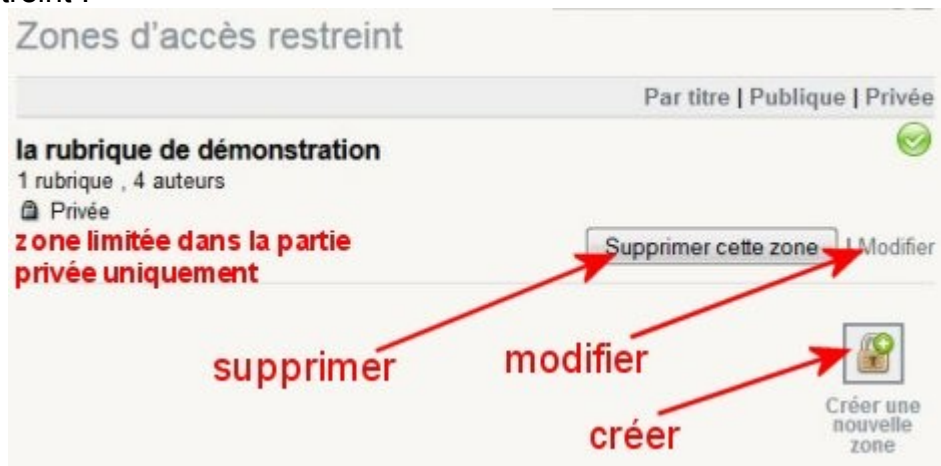 treint :
Zones d'accès restreint
Par titre | Publique | Privée
la rubrique de démonstration
1 rubrique , 4 auteurs
Privée
zone limitée dans la partie
privée uniquement
Supprimer cette zone | Modifier
supprimer
modifier
créer
Créer une
nouvelle
zone